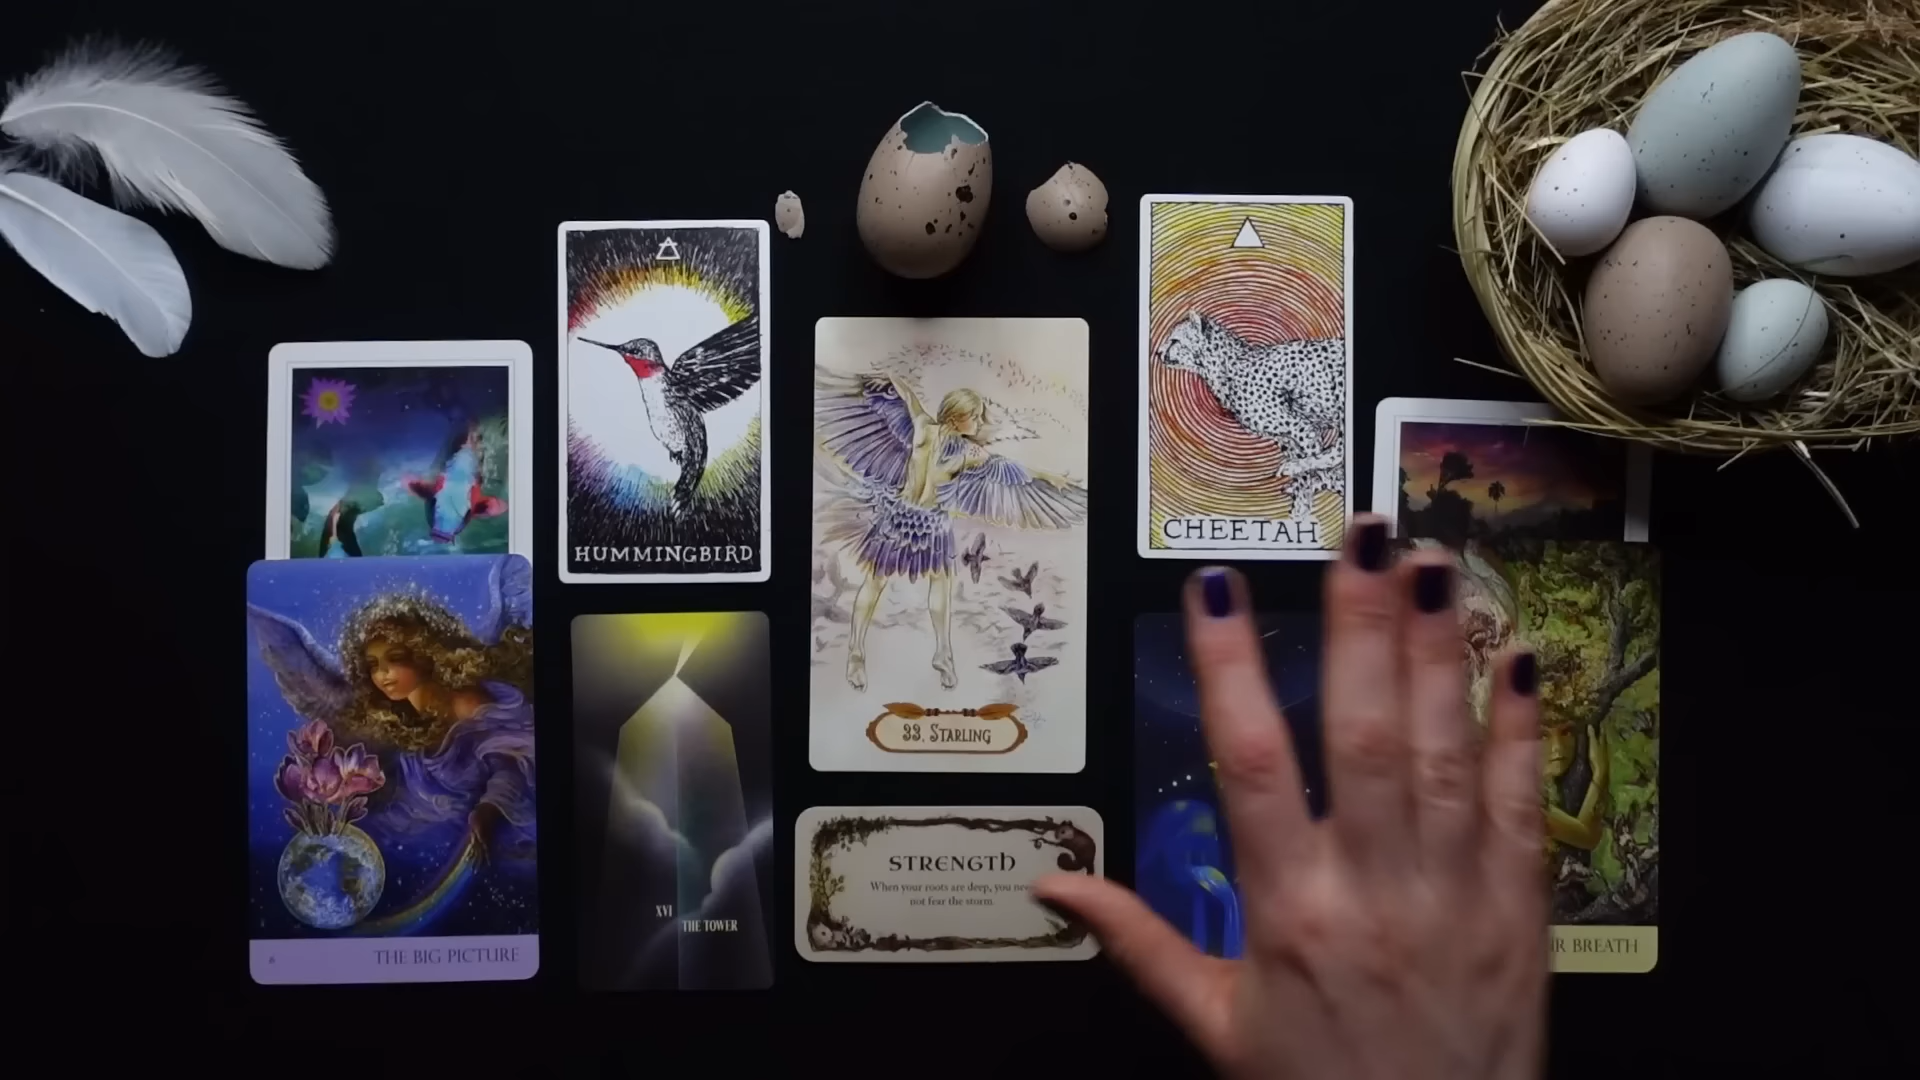 HUMMINGBIRD
CHEETAH
33. STARLING
STRENGTH
When your roots are deep, you
not fear the storm.
6
THE BIG PICTURE
XVI
THE TOWER
BREATH